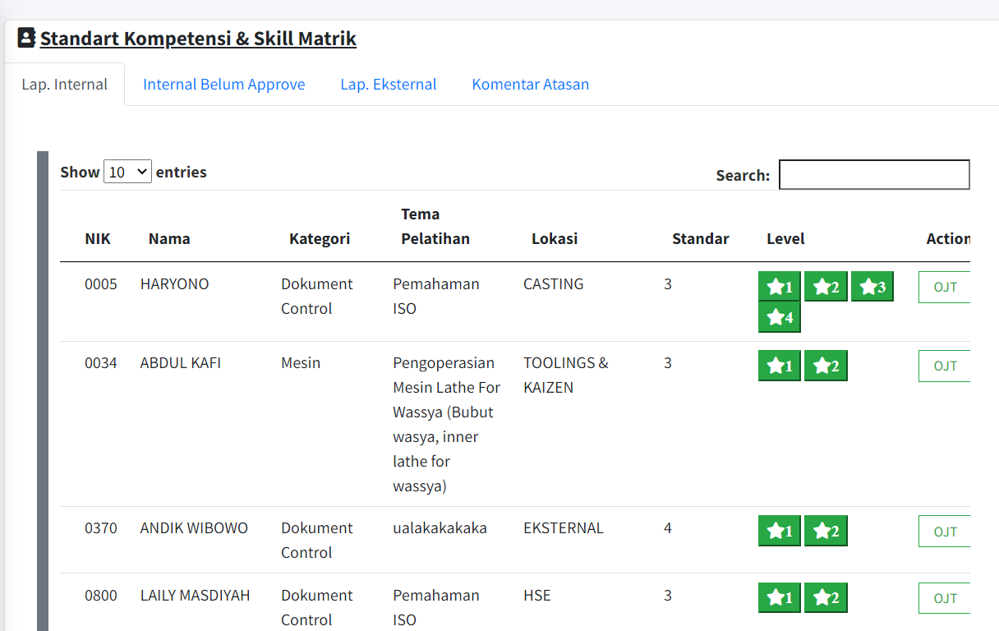 Standart Kompetensi & Skill Matrik
Lap. Internal Internal Belum Approve Lap. Eksternal Komentar Atasan
Show 10 entries Search:
Tema
NIK Nama Kategori Pelatihan Lokasi Standar Level Action
0005 HARYONO Dokument Pemahaman CASTING 3 1 2 3 OJT
Control ISO 4
0034 ABDUL KAFI Mesin Pengoperasian TOOLINGS & 3 1 2 OJT
Mesin Lathe For KAIZEN
Wassya (Bubut
wasya, inner
lathe for
wassya)
0370 ANDIK WIBOWO Dokument ualakakakaka EKSTERNAL 4 1 2 OJT
Control
0800 LAILY MASDIYAH Dokument Pemahaman HSE 3 1 2 OJT
Control ISO